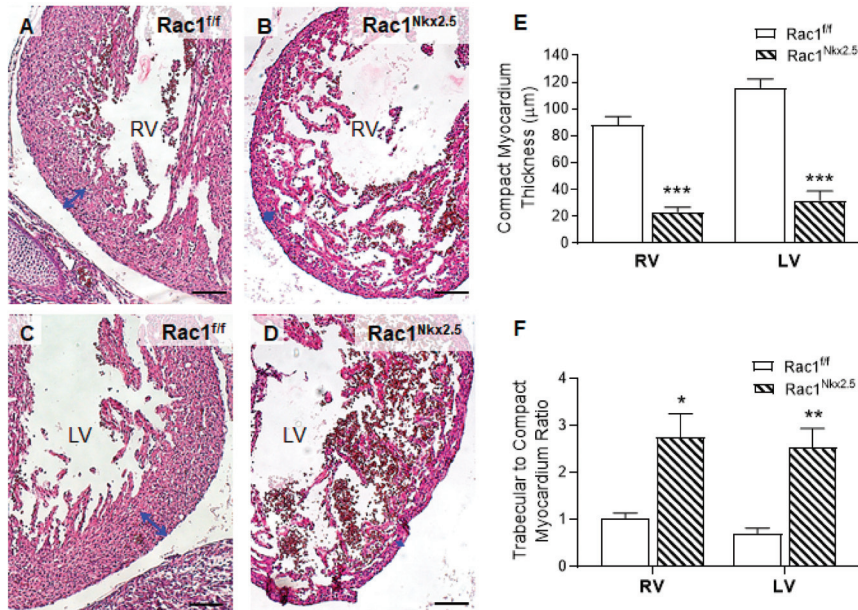 A Rac1f/f
RV
B Rac1Nkx2.5
RV
C Rac1f/f
LV
D Rac1Nkx2.5
LV
E
Rac1f/f
Rac1Nkx2.5
Compact Myocardium
Thickness (μm)
140
120
100
80
60
40
20
0
***
***
RV LV
F
Rac1f/f
Rac1Nkx2.5
Trabecular to Compact
Myocardium Ratio
4
3
2
1
0
*
**
RV LV